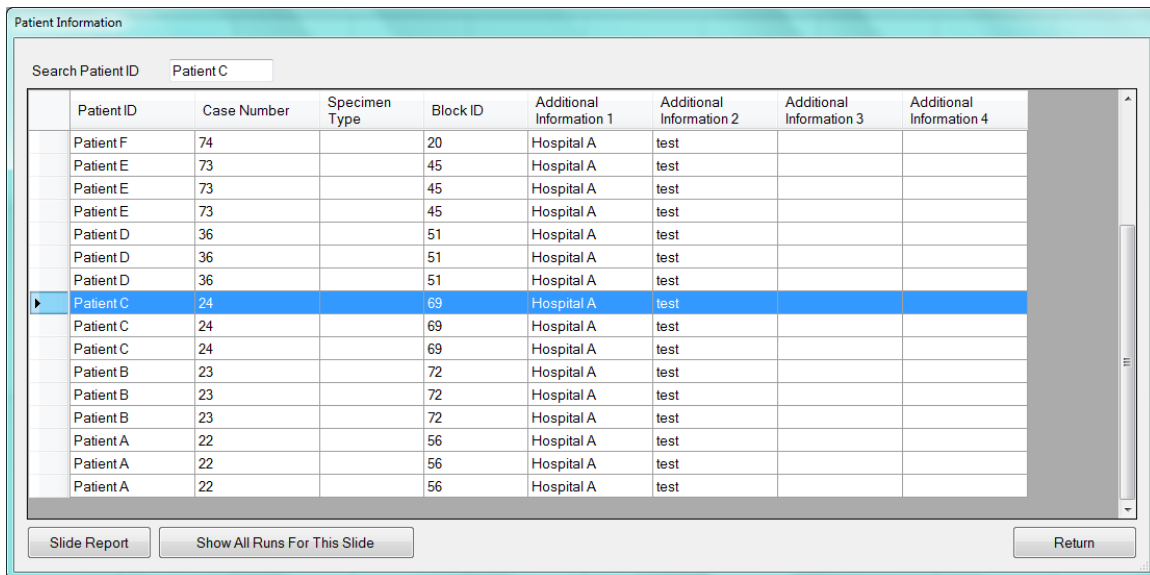 Patient Information
Search Patient ID Patient C
Patient ID Case Number Specimen Type Block ID Additional Information 1 Additional Information 2 Additional Information 3 Additional Information 4
Patient F 74 20 Hospital A test
Patient E 73 45 Hospital A test
Patient E 73 45 Hospital A test
Patient E 73 45 Hospital A test
Patient D 36 51 Hospital A test
Patient D 36 51 Hospital A test
Patient D 36 51 Hospital A test
Patient C 24 69 Hospital A test
Patient C 24 69 Hospital A test
Patient C 24 69 Hospital A test
Patient B 23 72 Hospital A test
Patient B 23 72 Hospital A test
Patient B 23 72 Hospital A test
Patient A 22 56 Hospital A test
Patient A 22 56 Hospital A test
Patient A 22 56 Hospital A test
Slide Report Show All Runs For This Slide Return